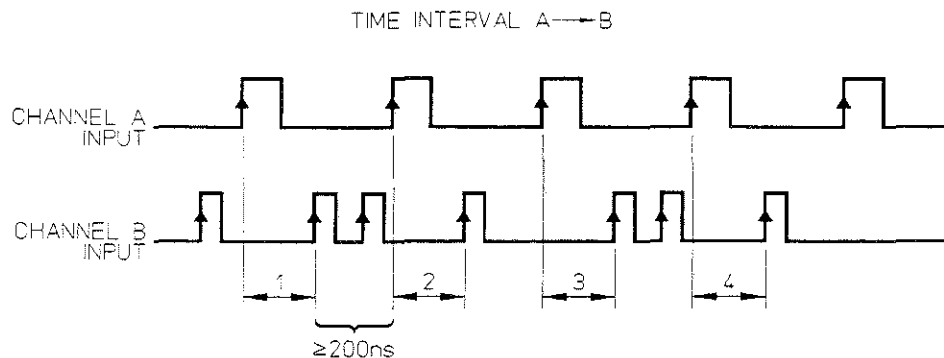 TIME INTERVAL A→B
CHANNEL A
INPUT
CHANNEL B
INPUT
1
2
3
4
≥200ns